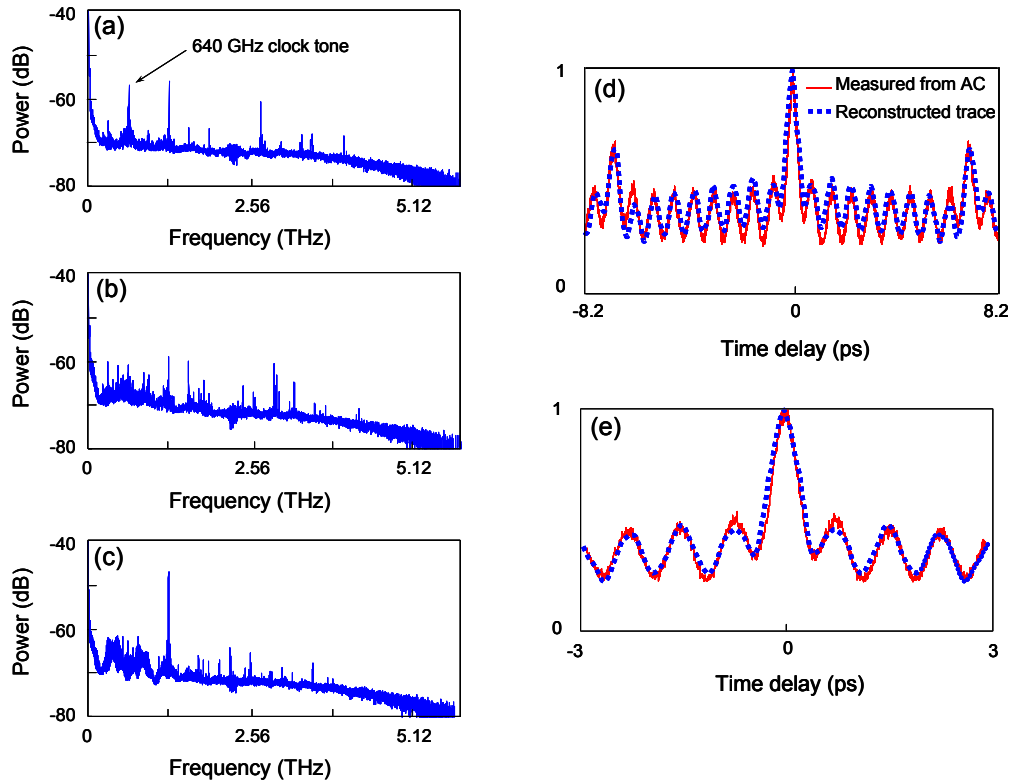 (a)
640 GHz clock tone
Power (dB)
-40
-60
-80
0
2.56
5.12
Frequency (THz)
(b)
Power (dB)
-40
-60
-80
0
2.56
5.12
Frequency (THz)
(c)
Power (dB)
-40
-60
-80
0
2.56
5.12
Frequency (THz)
(d)
Measured from AC
Reconstructed trace
1
0
-8.2
0
8.2
Time delay (ps)
(e)
1
0
-3
0
3
Time delay (ps)